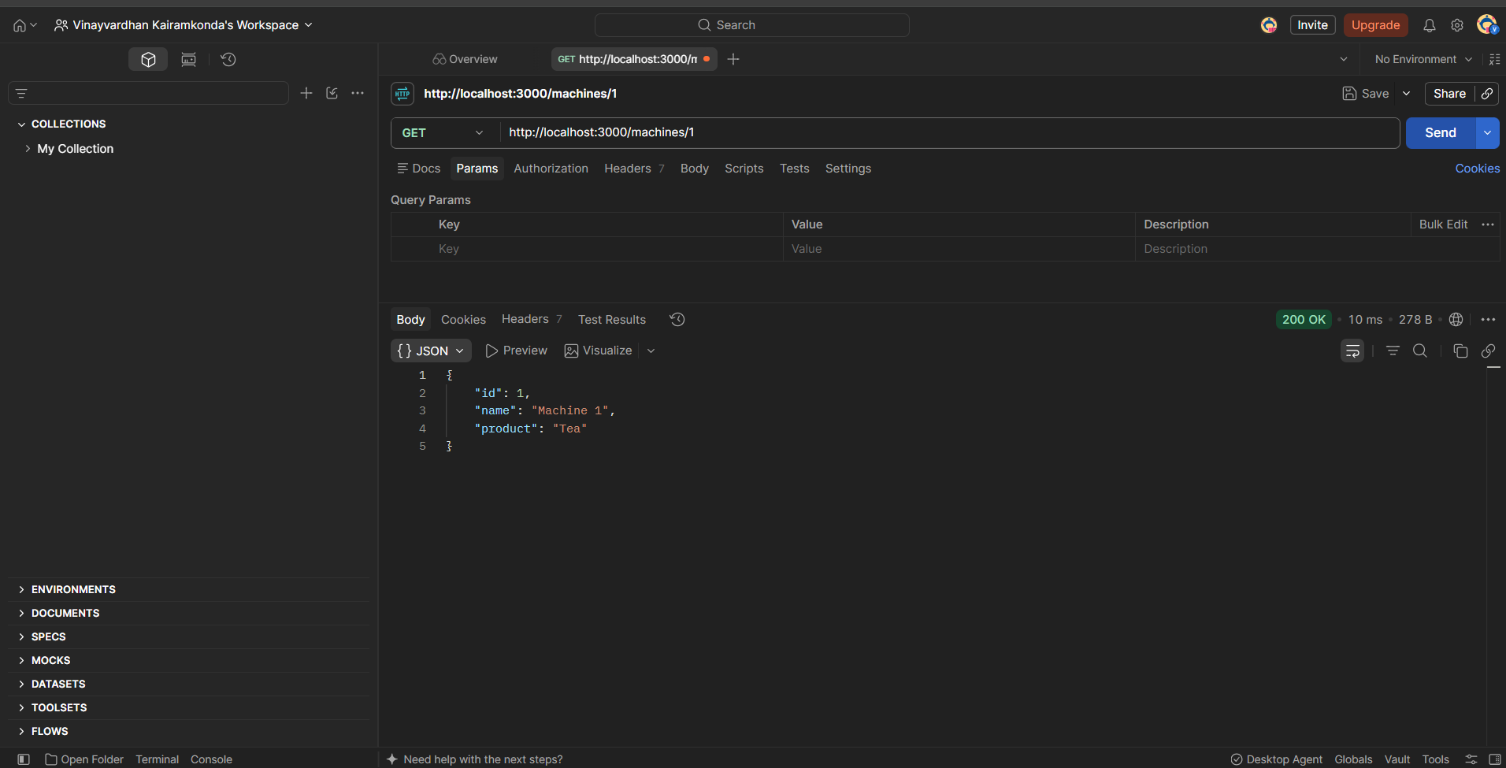 Vinayvardhan Kairamkonda's Workspace
Search
Invite
Upgrade
V
Overview
GET http://localhost:3000/m
No Environment
HTTP
http://localhost:3000/machines/1
Save
Share
COLLECTIONS
My Collection
GET
http://localhost:3000/machines/1
Send
Docs Params Authorization Headers 7 Body Scripts Tests Settings
Cookies
Query Params
Key Value Description Bulk Edit
Key Value Description
Body Cookies Headers 7 Test Results
200 OK • 10 ms • 278 B
{} JSON Preview Visualize
1 {
2 "id": 1,
3 "name": "Machine 1",
4 "product": "Tea"
5 }
ENVIRONMENTS
DOCUMENTS
SPECS
MOCKS
DATASETS
TOOLSETS
FLOWS
Open Folder Terminal Console
Need help with the next steps?
Desktop Agent Globals Vault Tools